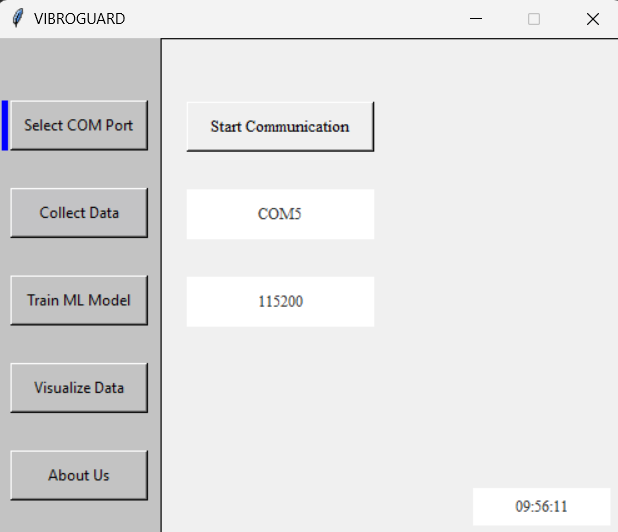 VIBROGUARD
Select COM Port
Collect Data
Train ML Model
Visualize Data
About Us
Start Communication
COM5
115200
09:56:11